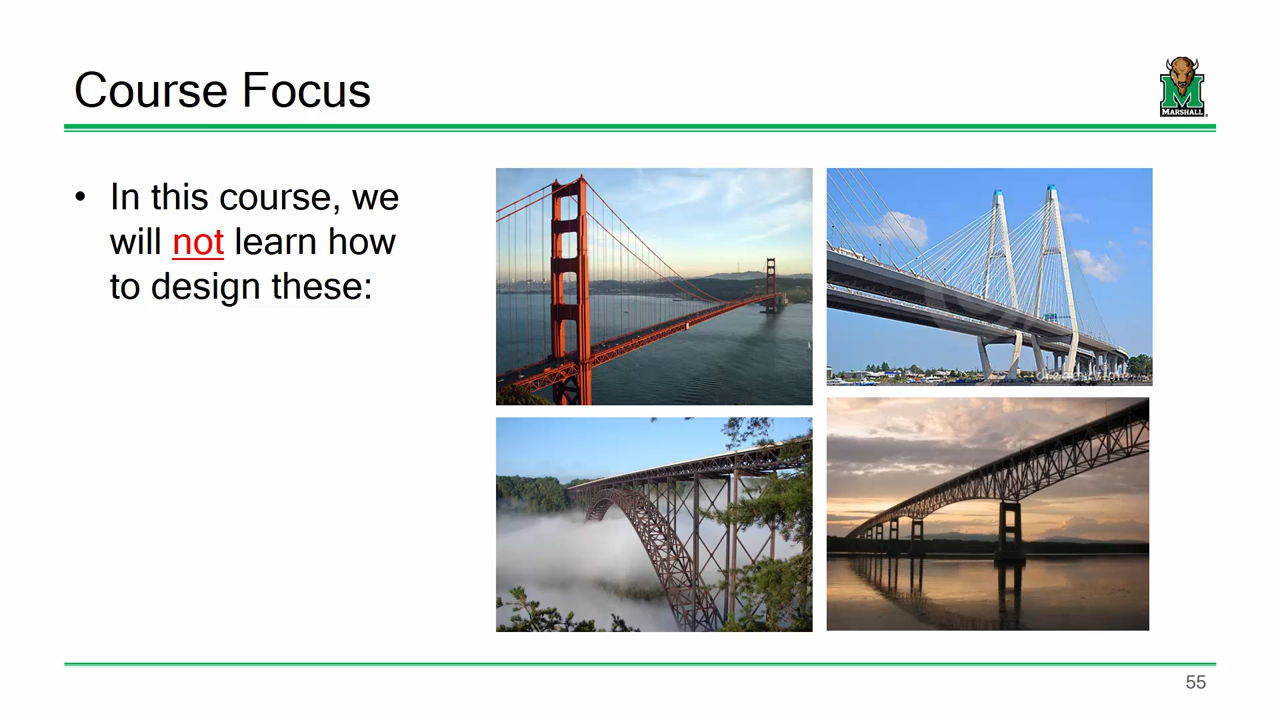 Course Focus
MARSHALL
• In this course, we
will not learn how
to design these:
55